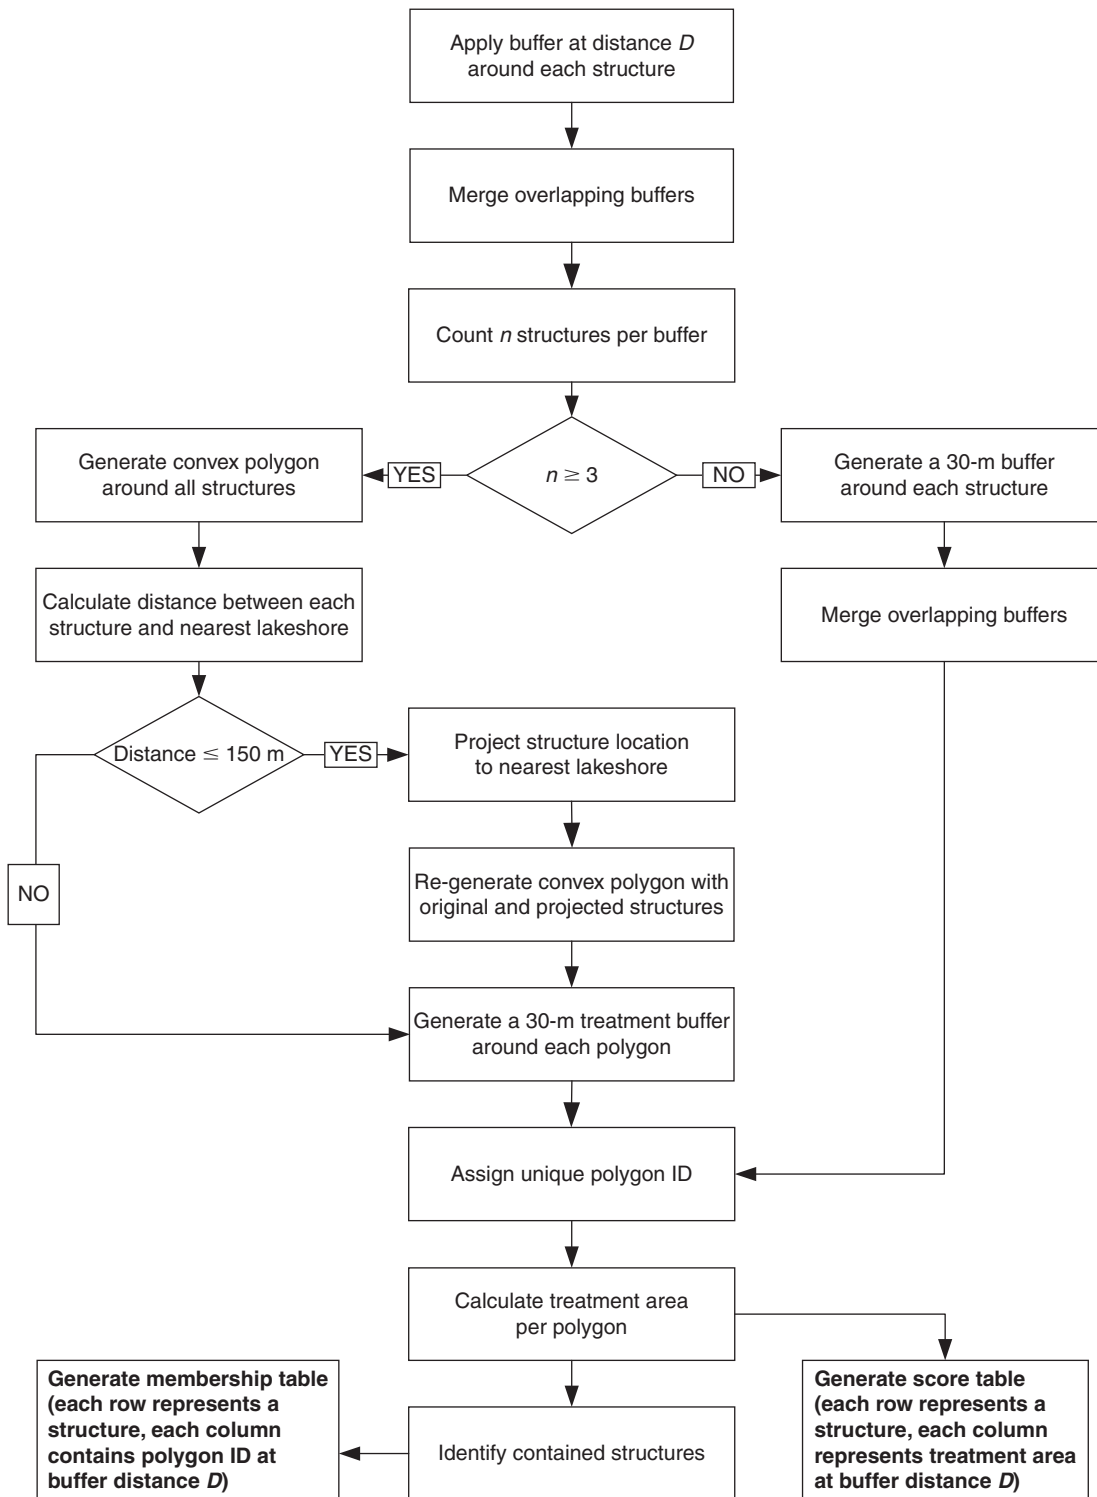 Apply buffer at distance D
around each structure
Merge overlapping buffers
Count n structures per buffer
n ≥ 3
YES
NO
Generate convex polygon
around all structures
Generate a 30-m buffer
around each structure
Calculate distance between each
structure and nearest lakeshore
Merge overlapping buffers
Distance ≤ 150 m
YES
NO
Project structure location
to nearest lakeshore
Re-generate convex polygon with
original and projected structures
Generate a 30-m treatment buffer
around each polygon
Assign unique polygon ID
Calculate treatment area
per polygon
Identify contained structures
Generate membership table
(each row represents a
structure, each column
contains polygon ID at
buffer distance D)
Generate score table
(each row represents a
structure, each column
represents treatment area
at buffer distance D)